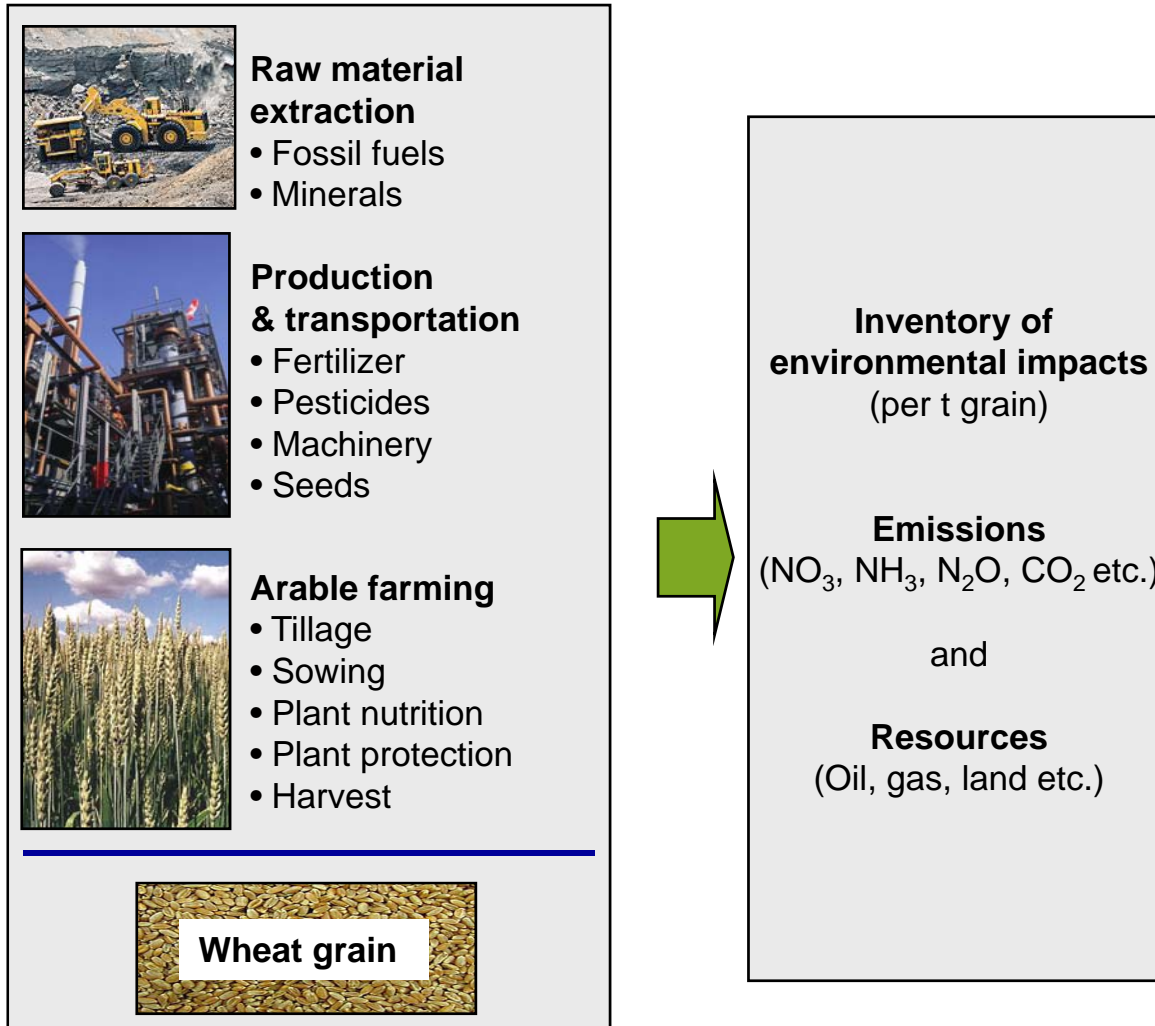 Raw material
extraction
• Fossil fuels
• Minerals
Production
& transportation
• Fertilizer
• Pesticides
• Machinery
• Seeds
Arable farming
• Tillage
• Sowing
• Plant nutrition
• Plant protection
• Harvest
Wheat grain
Inventory of
environmental impacts
(per t grain)
Emissions
(NO₃, NH₃, N₂O, CO₂ etc.)
and
Resources
(Oil, gas, land etc.)